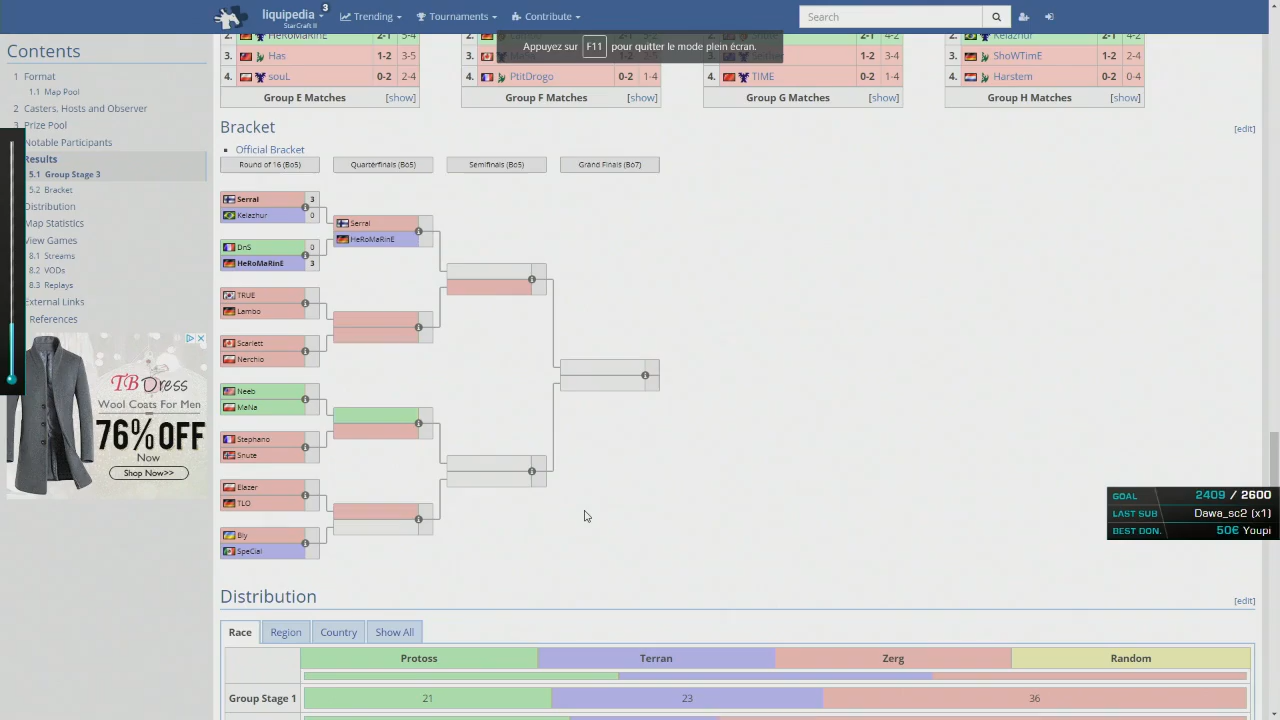 liquipedia 3 Trending Tournaments Contribute Search
StarCraft II
Appuyez sur F11 pour quitter le mode plein écran.
Contents
1 Format
1.1 Map Pool
2 Casters, Hosts and Observer
3 Prize Pool
Notable Participants
Results
5.1 Group Stage 3
5.2 Bracket
Distribution
Map Statistics
View Games
8.1 Streams
8.2 VODs
8.3 Replays
External Links
References
TBDress
Wool Coats For Men
76% OFF
Now
Shop Now>>
2. HeRoMaRinE 2-1 5-4
3. Has 1-2 3-5
4. souL 0-2 2-4
Group E Matches [show]
2.
3.
4. PtitDrogo 0-2 1-4
Group F Matches [show]
2.
3. 1-2 3-4
4. TIME 0-2 1-4
Group G Matches [show]
2. Kelazhur 2-1 4-2
3. ShoWTimE 1-2 3-4
4. Harstem 0-2 0-4
Group H Matches [show]
Bracket [edit]
Official Bracket
Round of 16 (Bo5) Quarterfinals (Bo5) Semifinals (Bo5) Grand Finals (Bo7)
Serral 3
Kelazhur 0
DnS 0
HeRoMaRinE 3
TRUE
Lambo
Scarlett
Nerchio
Neeb
MaNa
Stephano
Snute
Elazer
TLO
Bly
SpeCial
Serral
HeRoMaRinE
GOAL 2409 / 2600
LAST SUB Dawa_sc2 (x1)
BEST DON. 50€ Youpi
Distribution [edit]
Race Region Country Show All
Protoss Terran Zerg Random
Group Stage 1 21 23 36